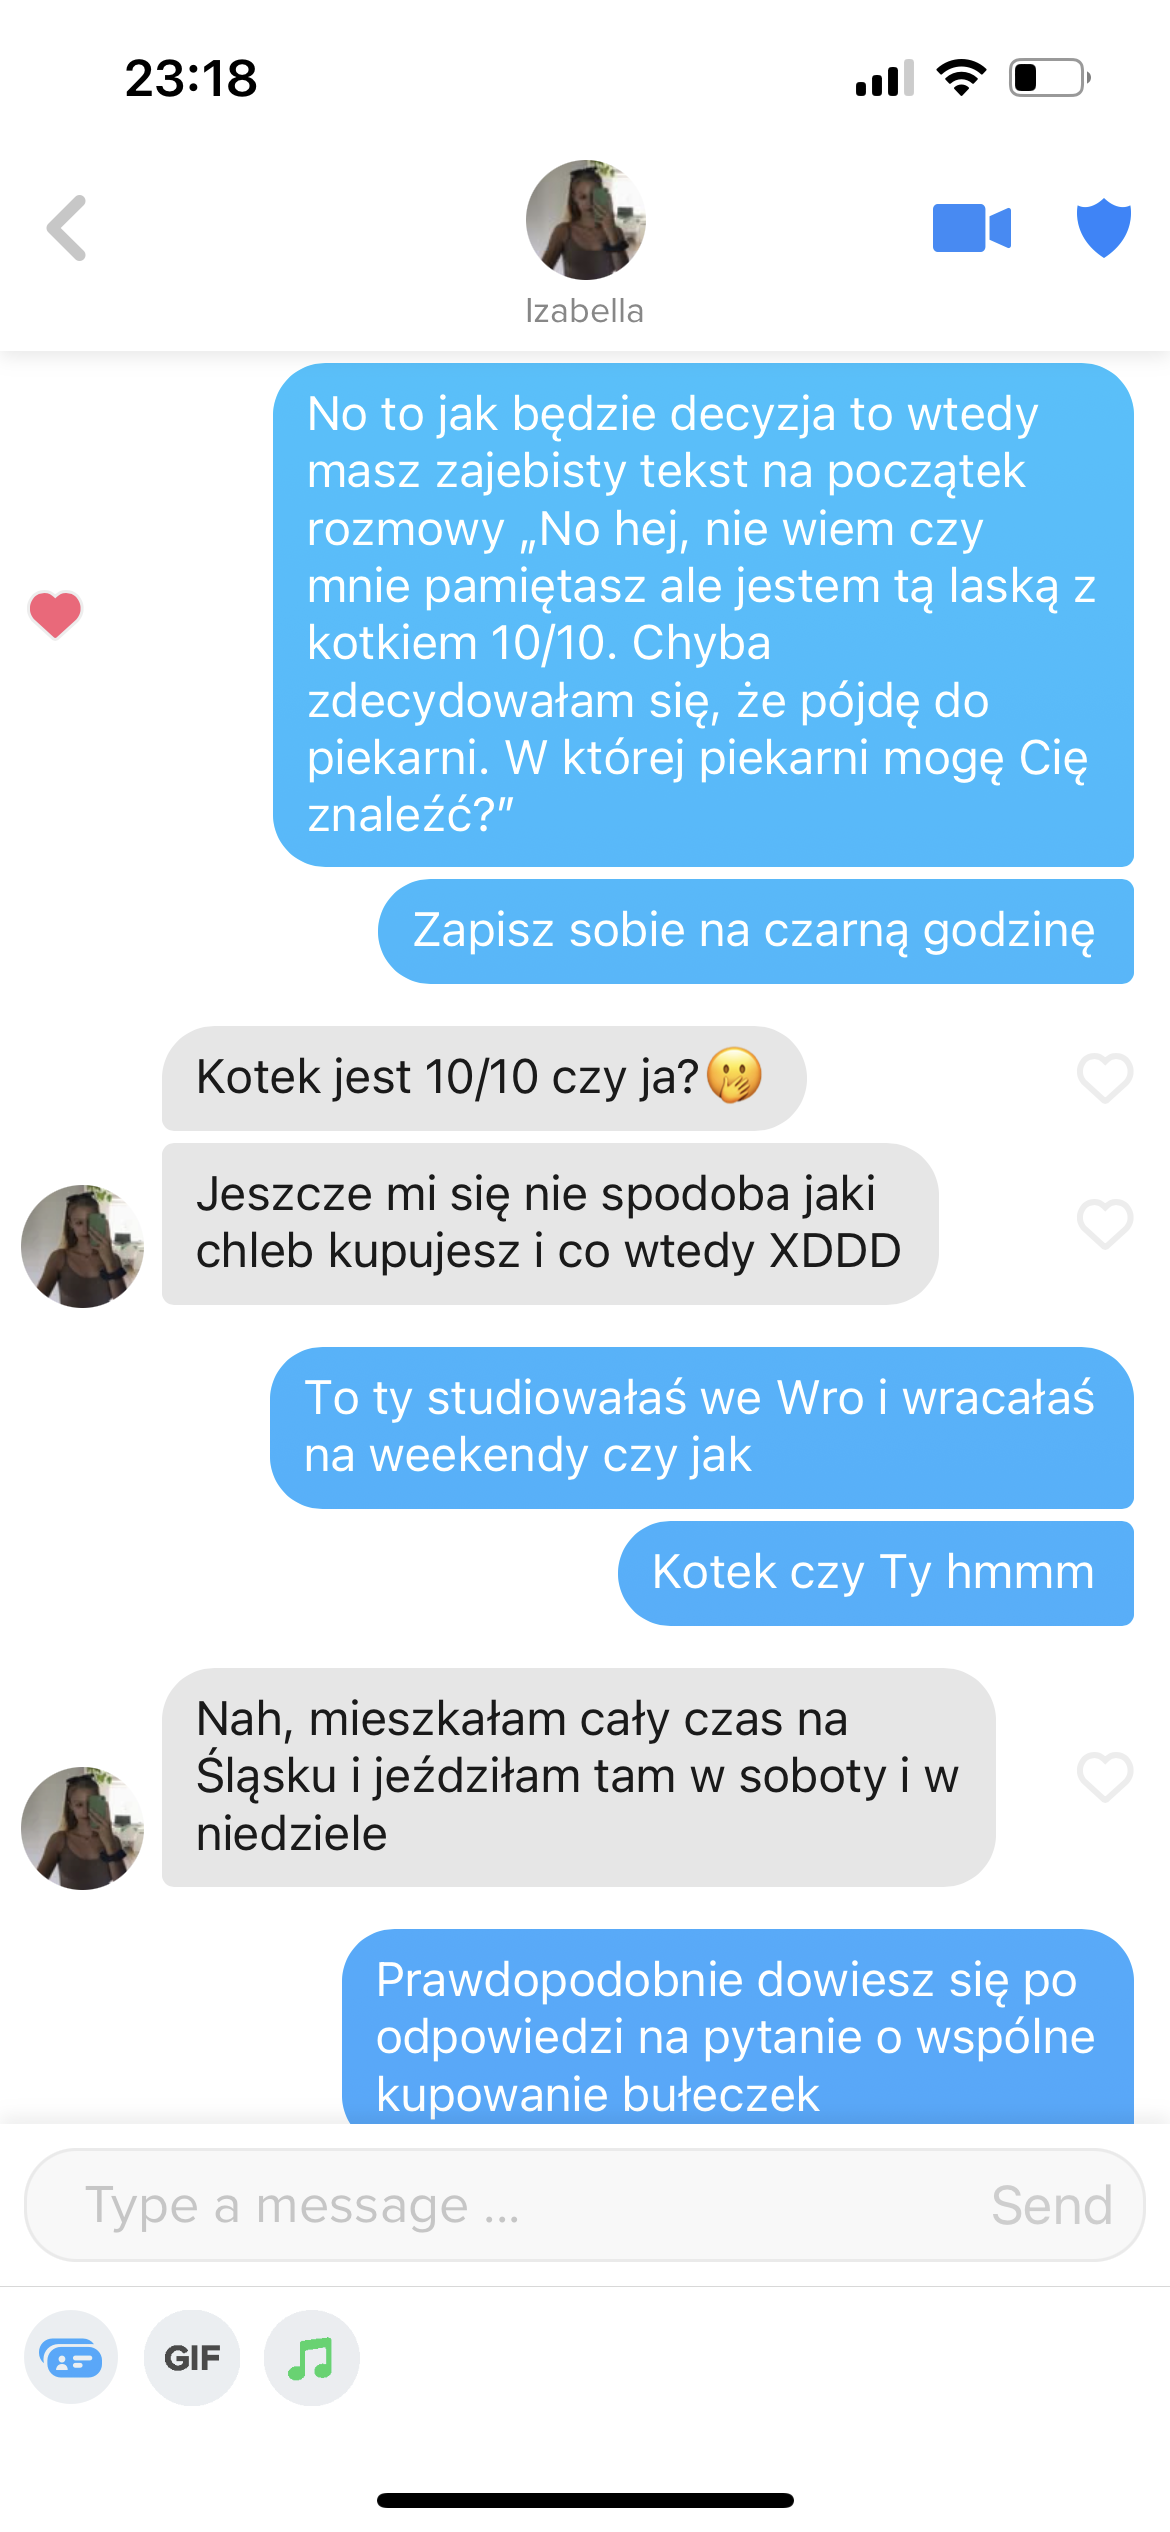 23:18
Izabella
No to jak będzie decyzja to wtedy
masz zajebisty tekst na początek
rozmowy „No hej, nie wiem czy
mnie pamiętasz ale jestem tą laską z
kotkiem 10/10. Chyba
zdecydowałam się, że pójdę do
piekarni. W której piekarni mogę Cię
znaleźć?”
Zapisz sobie na czarną godzinę
Kotek jest 10/10 czy ja?🤭
Jeszcze mi się nie spodoba jaki
chleb kupujesz i co wtedy XDDD
To ty studiowałaś we Wro i wracałaś
na weekendy czy jak
Kotek czy Ty hmmm
Nah, mieszkałam cały czas na
Śląsku i jeździłam tam w soboty i w
niedziele
Prawdopodobnie dowiesz się po
odpowiedzi na pytanie o wspólne
kupowanie bułeczek
Type a message ... Send
GIF